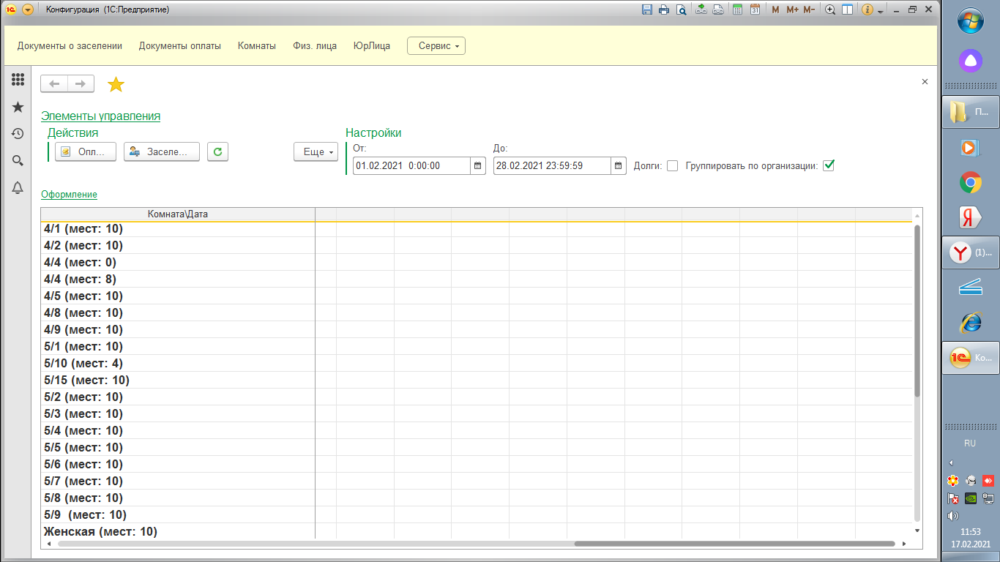 Конфигурация (1С:Предприятие)
M M+ M-
Документы о заселении Документы оплаты Комнаты Физ. лица ЮрЛица Сервис
Элементы управления
Действия
Опл... Заселе... Еще
Настройки
От: До:
01.02.2021 0:00:00 28.02.2021 23:59:59 Долги: Группировать по организации:
Оформление
Комната\Дата
4/1 (мест: 10)
4/2 (мест: 10)
4/4 (мест: 0)
4/4 (мест: 8)
4/5 (мест: 10)
4/8 (мест: 10)
4/9 (мест: 10)
5/1 (мест: 10)
5/10 (мест: 4)
5/15 (мест: 10)
5/2 (мест: 10)
5/3 (мест: 10)
5/4 (мест: 10)
5/5 (мест: 10)
5/6 (мест: 10)
5/7 (мест: 10)
5/8 (мест: 10)
5/9  (мест: 10)
Женская (мест: 10)
П...
Я
(1)...
1С Ко...
RU
11:53
17.02.2021